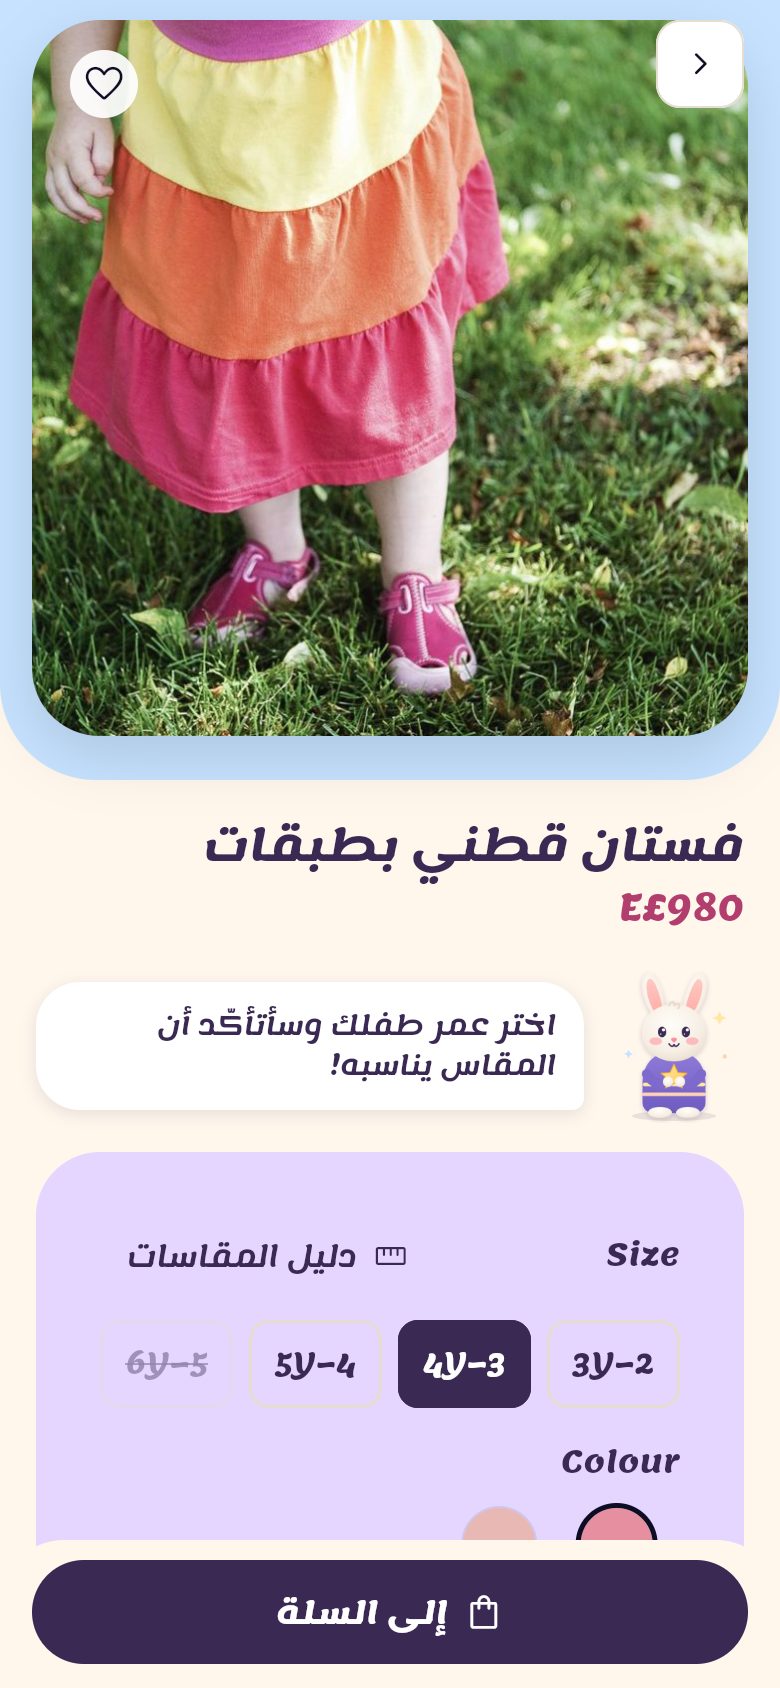 فستان قطني بطبقات
E£980
اختر عمر طفلك وسأتأكّد أن
المقاس يناسبه!
Size
دليل المقاسات
3Y–2
4Y–3
5Y–4
6Y–5
Colour
إلى السلة